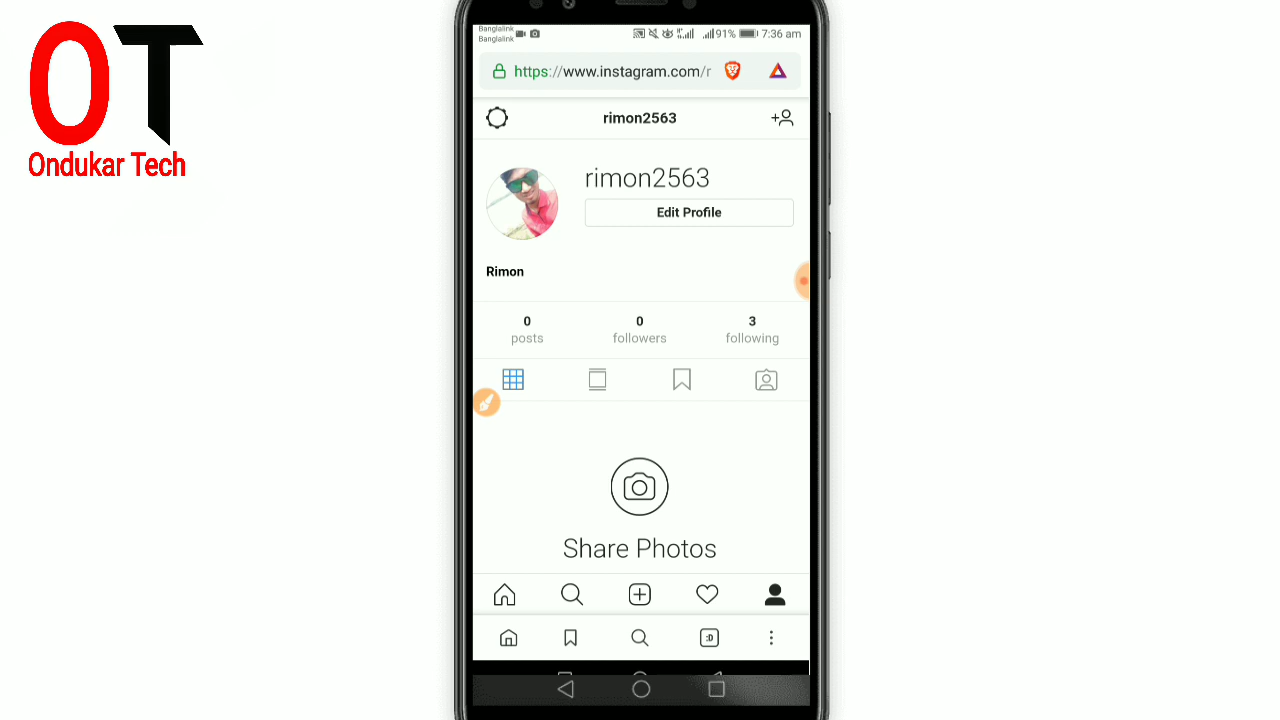 OT
Ondukar Tech
Banglalink
Banglalink
91% 7:36 am
https://www.instagram.com/r
rimon2563
rimon2563
Edit Profile
Rimon
0 0 3
posts followers following
Share Photos
:D